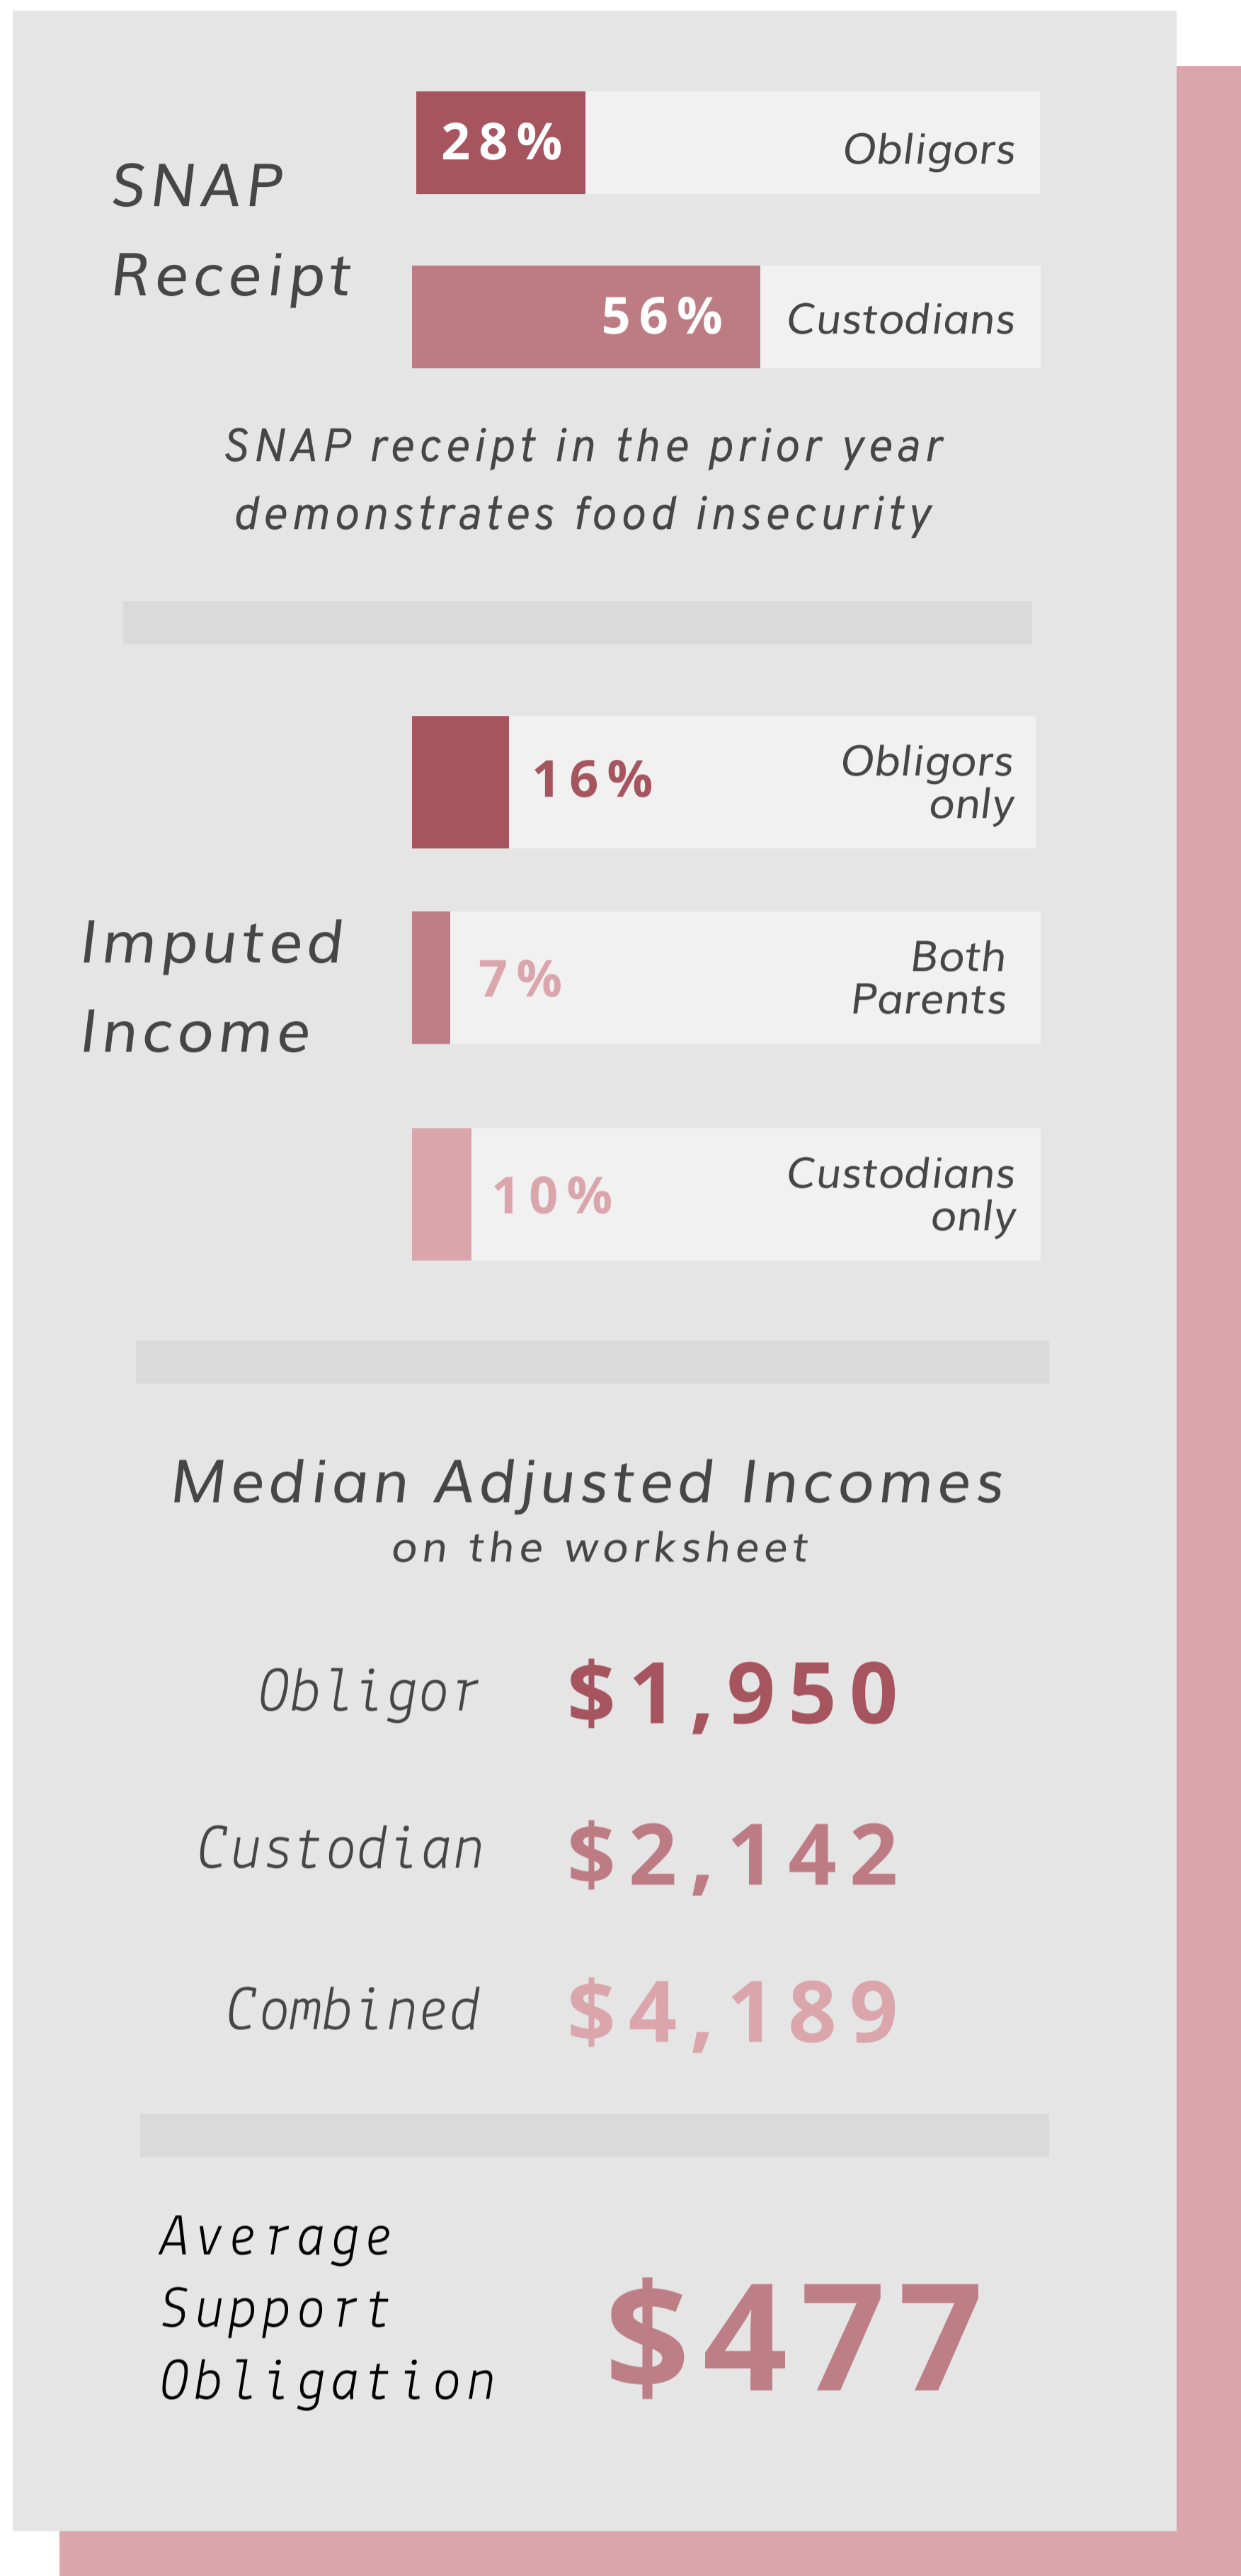 SNAP
Receipt
28%
Obligors
56%
Custodians
SNAP receipt in the prior year
demonstrates food insecurity
Imputed
Income
16%
Obligors
only
7%
Both
Parents
10%
Custodians
only
Median Adjusted Incomes
on the worksheet
Obligor
$1,950
Custodian
$2,142
Combined
$4,189
Average
Support
Obligation
$477